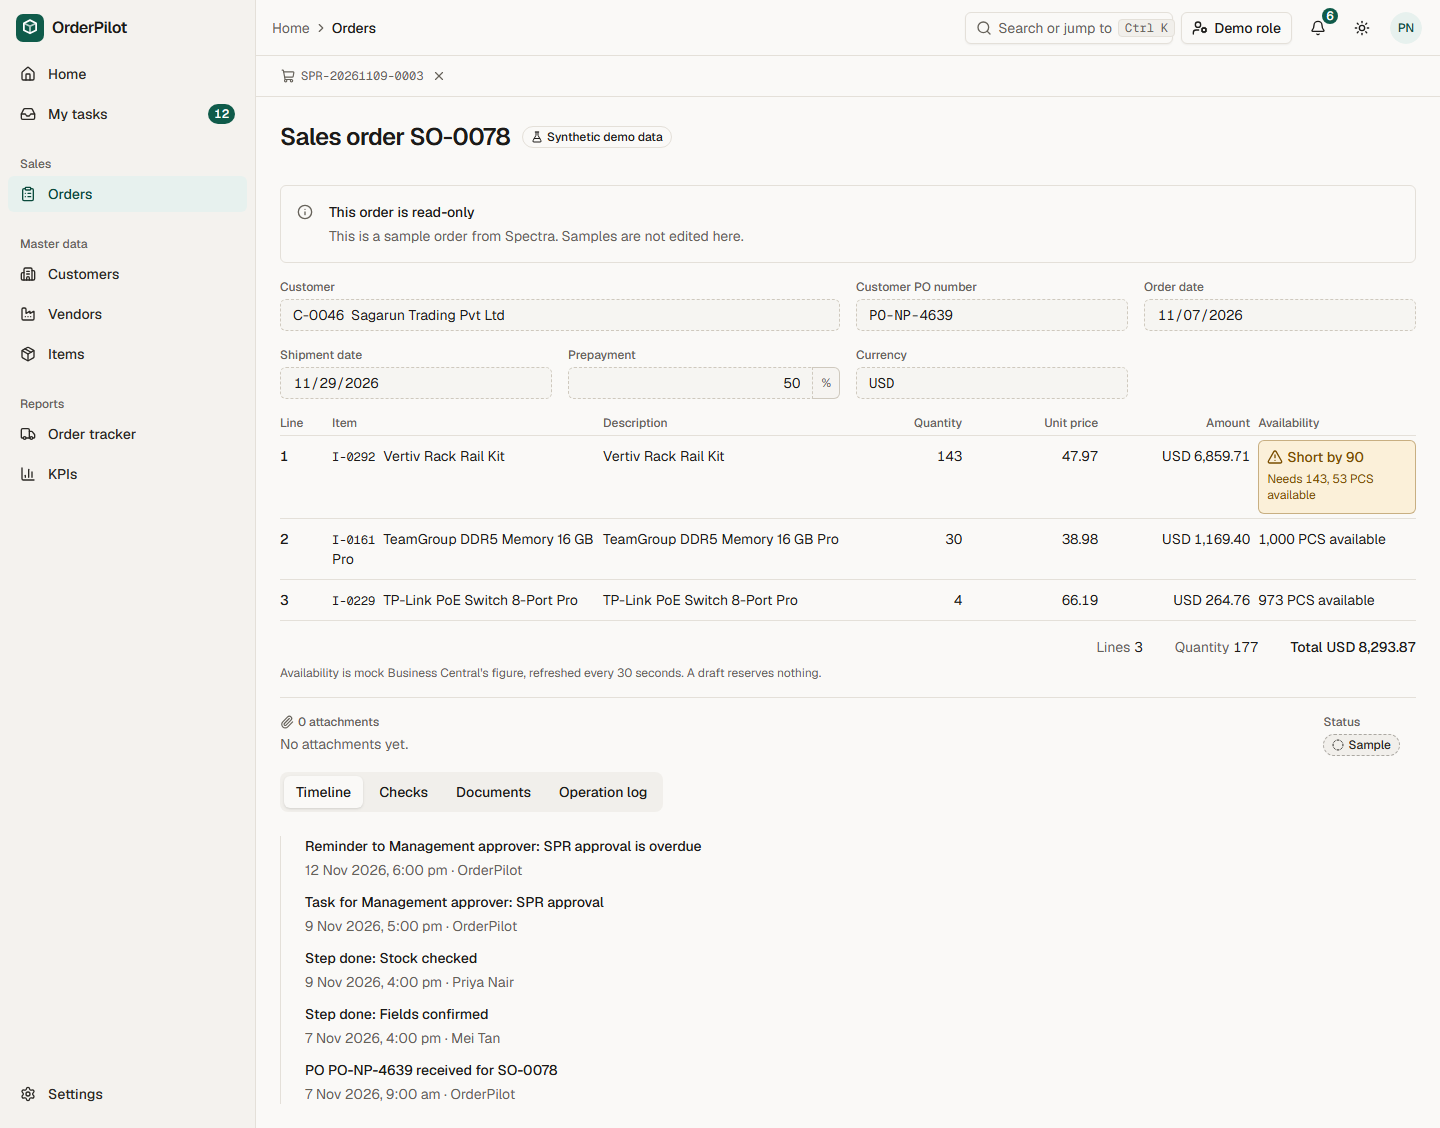 OrderPilot
Home
My tasks
12
Sales
Orders
Master data
Customers
Vendors
Items
Reports
Order tracker
KPIs
Settings
Home > Orders
Search or jump to Ctrl K
Demo role
6
PN
SPR-20261109-0003
Sales order SO-0078
Synthetic demo data
This order is read-only
This is a sample order from Spectra. Samples are not edited here.
Customer
C-0046 Sagarun Trading Pvt Ltd
Customer PO number
PO-NP-4639
Order date
11/07/2026
Shipment date
11/29/2026
Prepayment
50 %
Currency
USD
Line Item Description Quantity Unit price Amount Availability
1 I-0292 Vertiv Rack Rail Kit Vertiv Rack Rail Kit 143 47.97 USD 6,859.71 Short by 90
Needs 143, 53 PCS
available
2 I-0161 TeamGroup DDR5 Memory 16 GB TeamGroup DDR5 Memory 16 GB Pro 30 38.98 USD 1,169.40 1,000 PCS available
Pro
3 I-0229 TP-Link PoE Switch 8-Port Pro TP-Link PoE Switch 8-Port Pro 4 66.19 USD 264.76 973 PCS available
Lines 3 Quantity 177 Total USD 8,293.87
Availability is mock Business Central's figure, refreshed every 30 seconds. A draft reserves nothing.
0 attachments
No attachments yet.
Status
Sample
Timeline Checks Documents Operation log
Reminder to Management approver: SPR approval is overdue
12 Nov 2026, 6:00 pm · OrderPilot
Task for Management approver: SPR approval
9 Nov 2026, 5:00 pm · OrderPilot
Step done: Stock checked
9 Nov 2026, 4:00 pm · Priya Nair
Step done: Fields confirmed
7 Nov 2026, 4:00 pm · Mei Tan
PO PO-NP-4639 received for SO-0078
7 Nov 2026, 9:00 am · OrderPilot